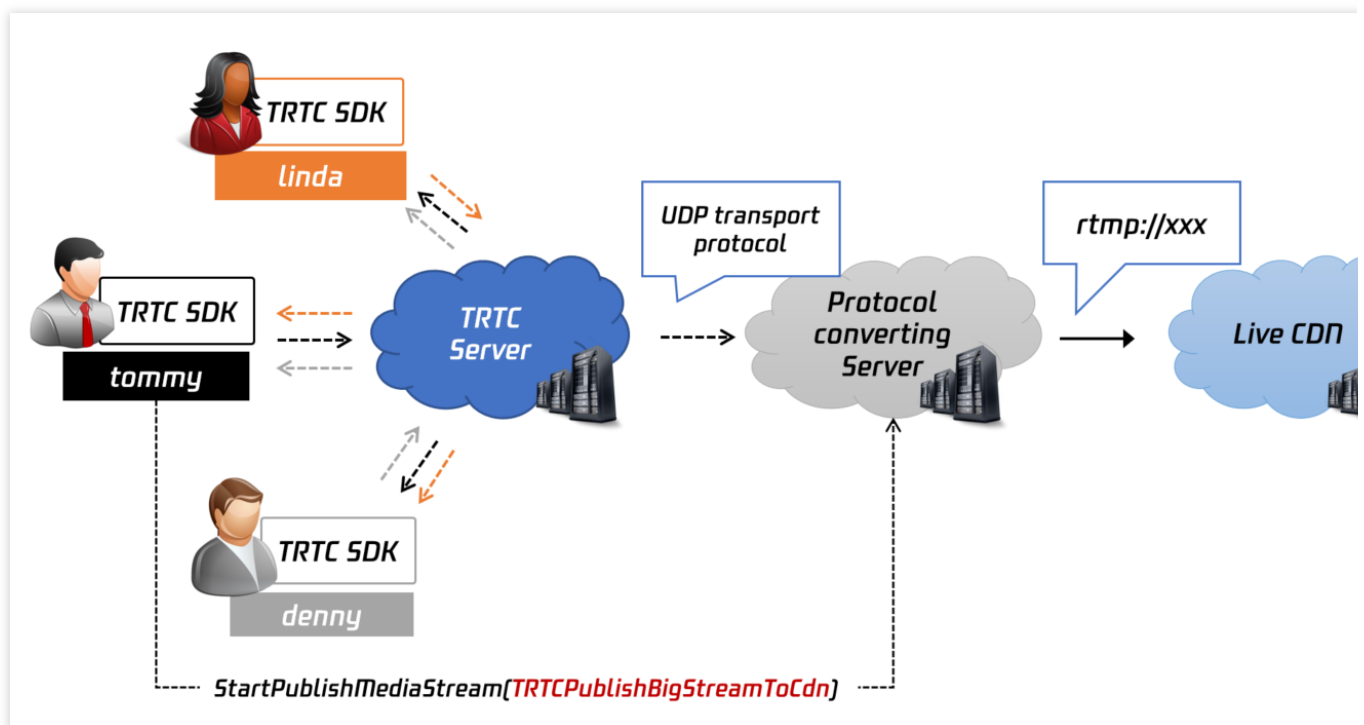 TRTC SDK
linda
UDP transport
protocol
rtmp://xxx
TRTC SDK
tommy
TRTC
Server
Protocol
converting
Server
Live CDN
TRTC SDK
denny
StartPublishMediaStream(TRTCPublishBigStreamToCdn)